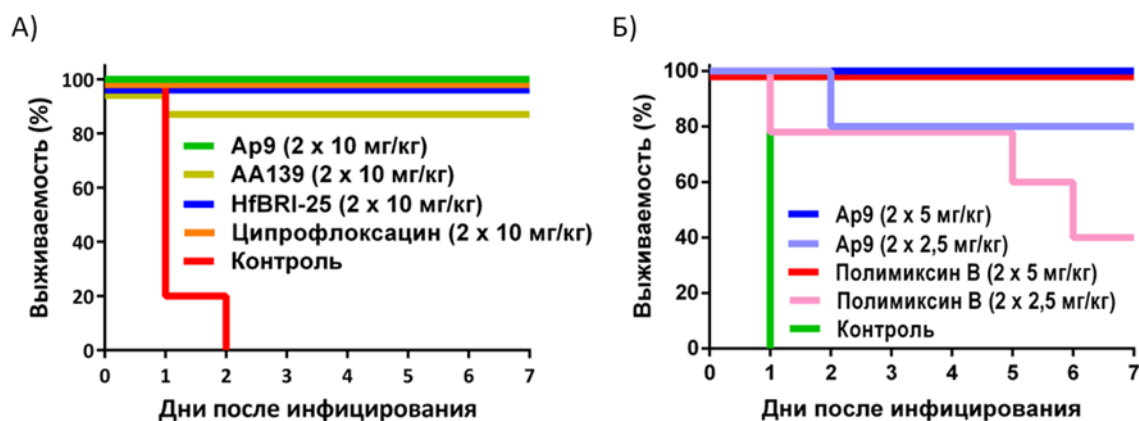 А)
Выживаемость (%)
100
80
60
40
20
0
Ap9 (2 x 10 мг/кг)
AA139 (2 x 10 мг/кг)
HfBRI-25 (2 x 10 мг/кг)
Ципрофлоксацин (2 x 10 мг/кг)
Контроль
0 1 2 3 4 5 6 7
Дни после инфицирования
Б)
Выживаемость (%)
100
80
60
40
20
0
Ap9 (2 x 5 мг/кг)
Ap9 (2 x 2,5 мг/кг)
Полимиксин B (2 x 5 мг/кг)
Полимиксин B (2 x 2,5 мг/кг)
Контроль
0 1 2 3 4 5 6 7
Дни после инфицирования